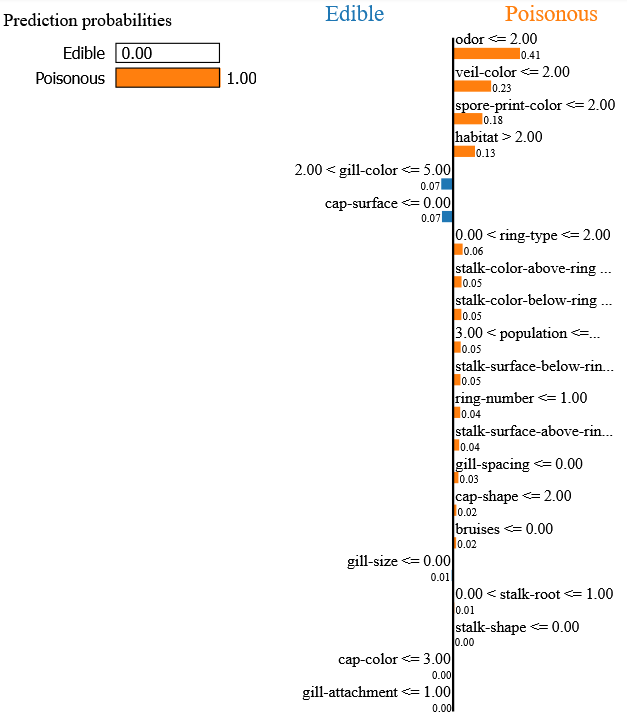 Prediction probabilities
Edible 0.00
Poisonous 1.00
Edible Poisonous
odor <= 2.00
0.41
veil-color <= 2.00
0.23
spore-print-color <= 2.00
0.18
habitat > 2.00
0.13
2.00 < gill-color <= 5.00
0.07
cap-surface <= 0.00
0.07
0.00 < ring-type <= 2.00
0.06
stalk-color-above-ring ...
0.05
stalk-color-below-ring ...
0.05
3.00 < population <=...
0.05
stalk-surface-below-rin...
0.05
ring-number <= 1.00
0.04
stalk-surface-above-rin...
0.04
gill-spacing <= 0.00
0.03
cap-shape <= 2.00
0.02
bruises <= 0.00
0.02
gill-size <= 0.00
0.01
0.00 < stalk-root <= 1.00
0.01
stalk-shape <= 0.00
0.00
cap-color <= 3.00
0.00
gill-attachment <= 1.00
0.00